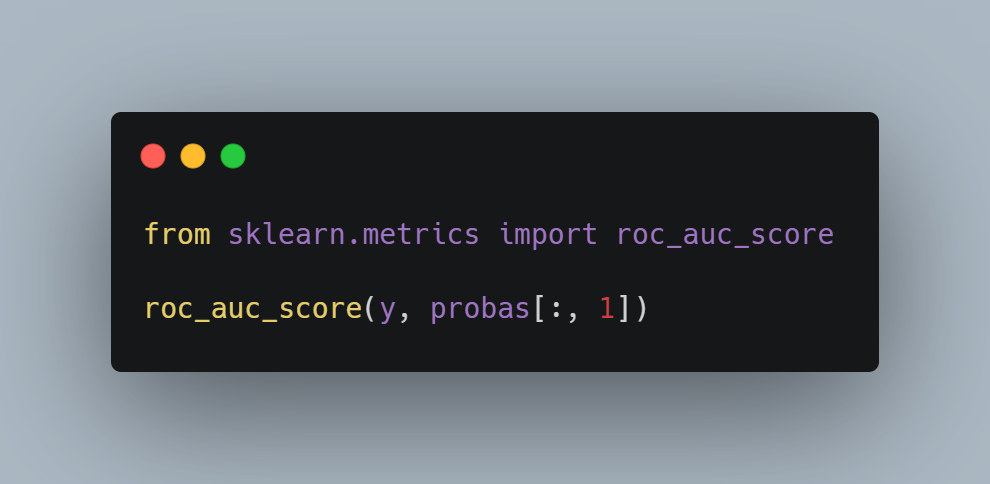 from sklearn.metrics import roc_auc_score
roc_auc_score(y, probas[:, 1])